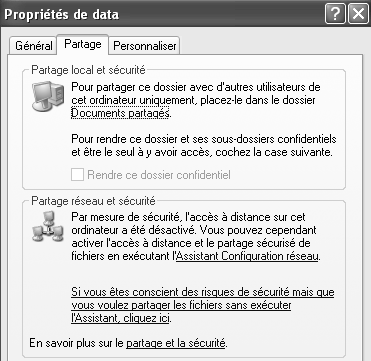 Propriétés de data
Général
Partage
Personnaliser
Partage local et sécurité
Pour partager ce dossier avec d'autres utilisateurs de
cet ordinateur uniquement, placez-le dans le dossier
Documents partagés.
Pour rendre ce dossier et ses sous-dossiers confidentiels
et être le seul à y avoir accès, cochez la case suivante.
Rendre ce dossier confidentiel
Partage réseau et sécurité
Par mesure de sécurité, l'accès à distance sur cet
ordinateur a été désactivé. Vous pouvez cependant
activer l'accès à distance et le partage sécurisé de
fichiers en exécutant l'Assistant Configuration réseau.
Si vous êtes conscient des risques de sécurité mais que
vous voulez partager les fichiers sans exécuter
l'Assistant, cliquez ici.
En savoir plus sur le partage et la sécurité.